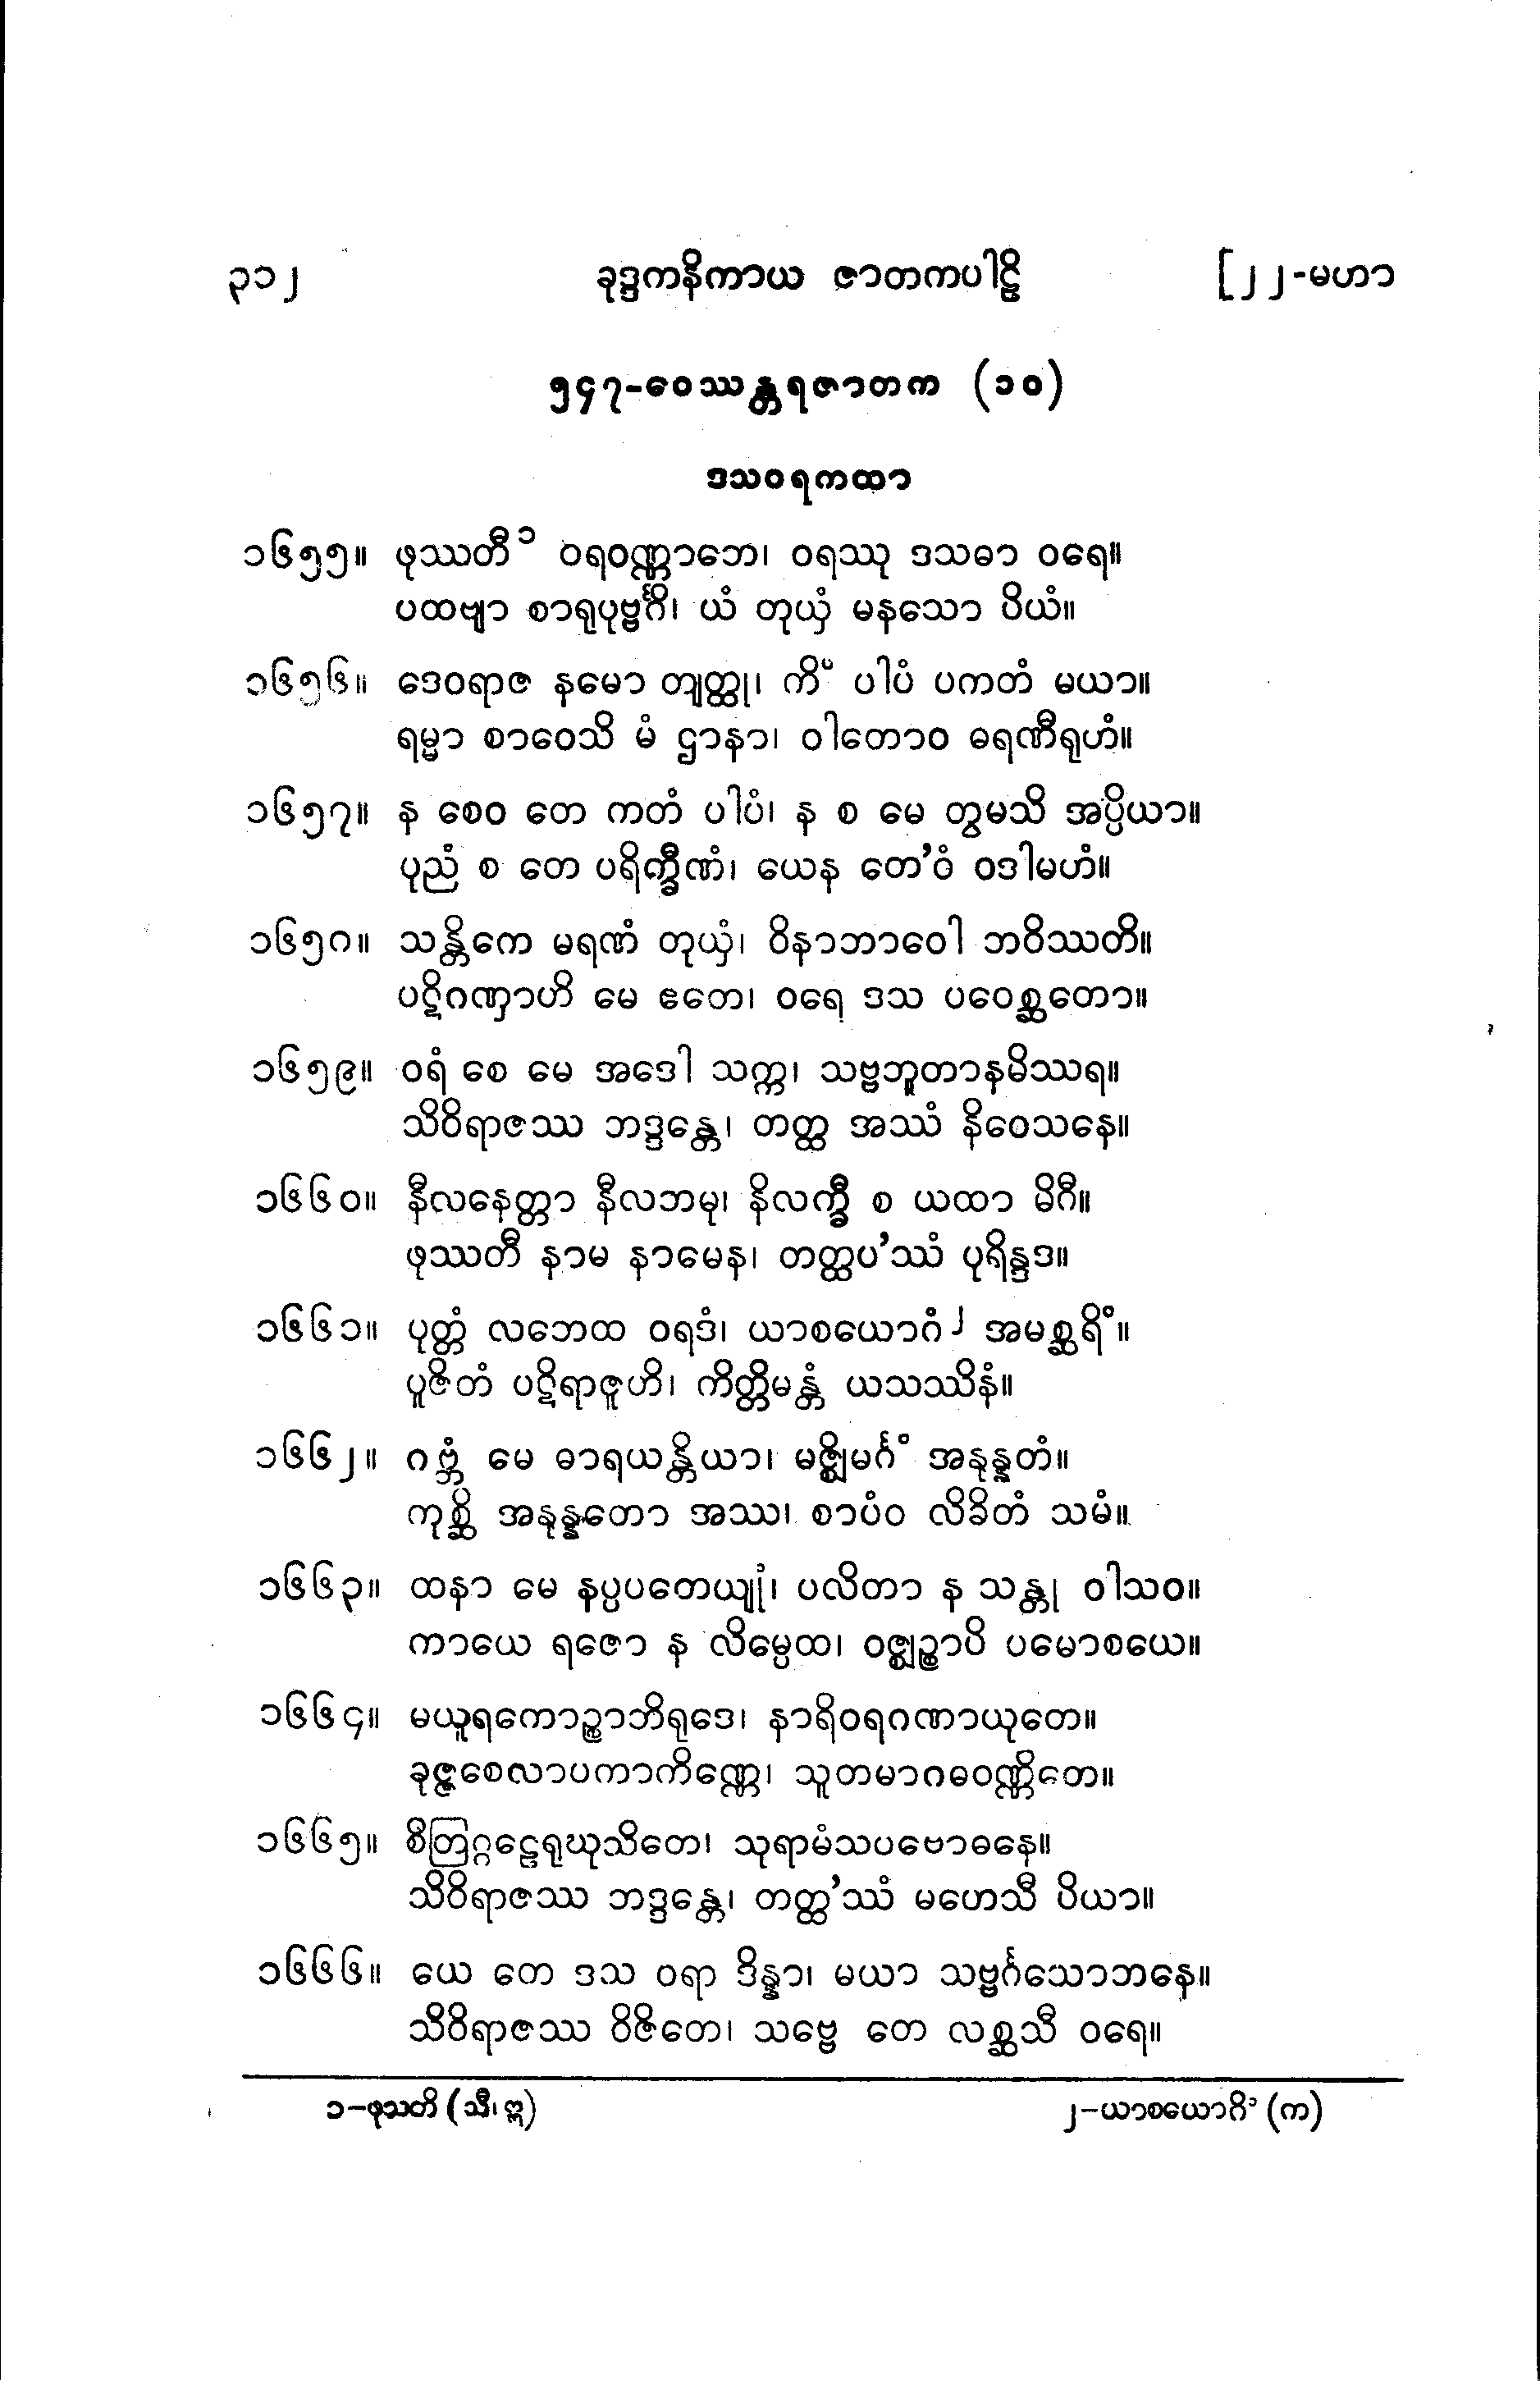 ၃၁၂ ခုဒ္ဒကနိကာယ ဇာတကပါဠိ [၂၂-မဟာ
၅၄၇-ဝေဿန္တရဇာတက (၁၀)
ဒသဝရကထာ
၁၆၅၅။ ဖုဿတီ ၁ ဝရဝဏ္ဏာဘေ၊ ဝရဿု ဒသဓာ ဝရေ။
ပထဗျာ စာရုပုဗ္ဗင်္ဂိ၊ ယံ တုယှံ မနသော ပိယံ။
၁၆၅၆။ ဒေဝရာဇ နမော တျတ္ထု၊ ကိံ ပါပံ ပကတံ မယာ။
ရမ္မာ စာဝေသိ မံ ဌာနာ၊ ဝါတောဝ ဓရဏီရုဟံ။
၁၆၅၇။ န စေဝ တေ ကတံ ပါပံ၊ န စ မေ တွမသိ အပ္ပိယာ။
ပုညံ စ တေ ပရိက္ခီဏံ၊ ယေန တေ’ဝံ ဝဒါမဟံ။
၁၆၅၈။ သန္တိကေ မရဏံ တုယှံ၊ ဝိနာဘာဝေါ ဘဝိဿတိ။
ပဋိဂဏှာဟိ မေ ဧတေ၊ ဝရေ ဒသ ပဝေစ္ဆတော။
၁၆၅၉။ ဝရံ စေ မေ အဒေါ သက္က၊ သဗ္ဗဘူတာနမိဿရ။
သိဝိရာဇဿ ဘဒ္ဒန္တေ၊ တတ္ထ အဿံ နိဝေသနေ။
၁၆၆၀။ နီလနေတ္တာ နီလဘမု၊ နိလက္ခီ စ ယထာ မိဂီ။
ဖုဿတီ နာမ နာမေန၊ တတ္ထပ’ဿံ ပုရိန္ဒဒ။
၁၆၆၁။ ပုတ္တံ လဘေထ ဝရဒံ၊ ယာစယောဂံ ၂ အမစ္ဆရိံ။
ပူဇိတံ ပဋိရာဇူဟိ၊ ကိတ္တိမန္တံ ယသဿိနံ။
၁၆၆၂။ ဂဗ္ဘံ မေ ဓာရယန္တိယာ၊ မဇ္ဈိမင်္ဂံ အနုန္နတံ။
ကုစ္ဆိ အနုန္နတော အဿ၊ စာပံဝ လိခိတံ သမံ။
၁၆၆၃။ ထနာ မေ နပ္ပပတေယျုံ၊ ပလိတာ န သန္တု ဝါသဝ။
ကာယေ ရဇော န လိမ္ပေထ၊ ဝဇ္ဈဉ္စာပိ ပမောစယေ။
၁၆၆၄။ မယူရကောဉ္စာဘိရုဒေ၊ နာရိဝရဂဏာယုတေ။
ခုဇ္ဇစေလာပကာကိဏ္ဏေ၊ သူတမာဂဓဝဏ္ဏိတေ။
၁၆၆၅။ စိတြဂ္ဂဠေရုဃုသိတေ၊ သုရာမံသပဗောဓနေ။
သိဝိရာဇဿ ဘဒ္ဒန္တေ၊ တတ္ထ’ဿံ မဟေသီ ပိယာ။
၁၆၆၆။ ယေ တေ ဒသ ဝရာ ဒိန္နာ၊ မယာ သဗ္ဗင်္ဂသောဘနေ။
သိဝိရာဇဿ ဝိဇိတေ၊ သဗ္ဗေ တေ လစ္ဆသီ ဝရေ။
၁-ဖုသတိ (သီ၊ ဣ) ၂-ယာစယောဂိံ (က)